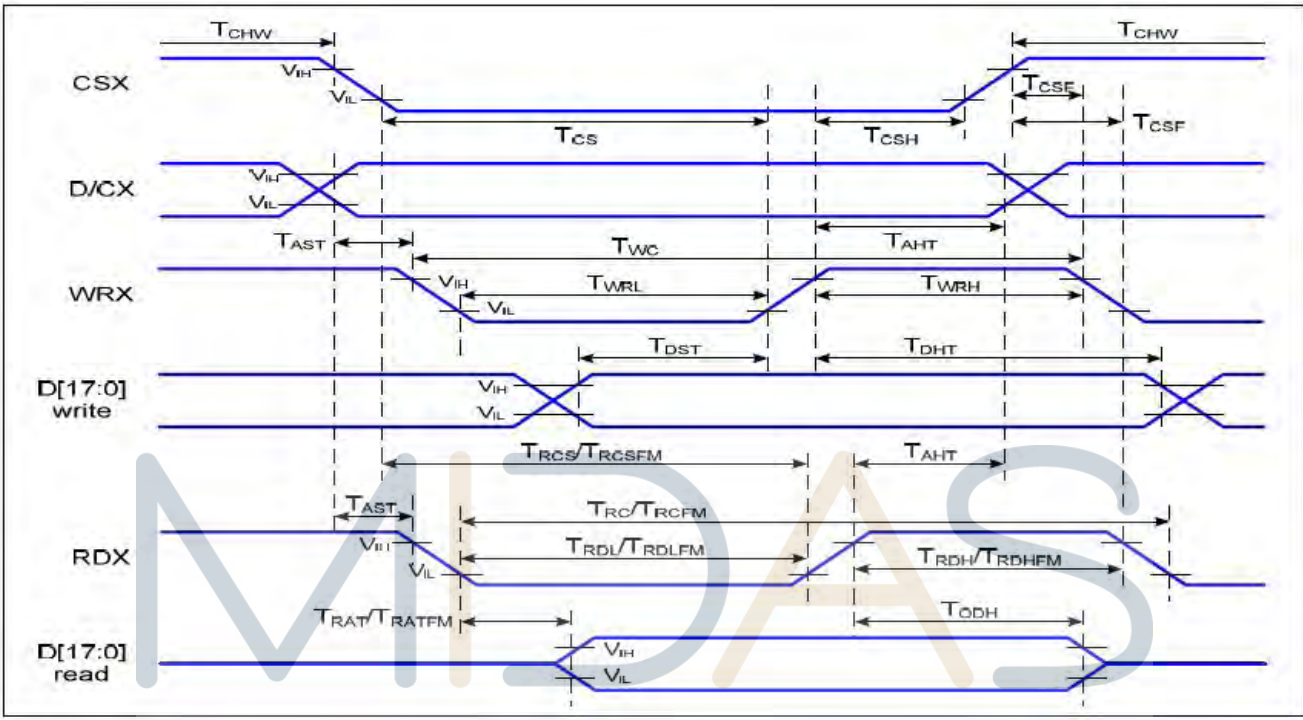 TCHW TCHW
CSX VIH TCSF
VIL TCSF
TCS TCSH
D/CX VIH
VIL
TAST TWC TAHT
WRX VIH TWRL TWRH
VIL
TDST TDHT
D[17:0] VIH
write VIL
TRCS/TRCSFM TAHT
TAST TRC/TRCFM
RDX VIH TRDL/TRDLFM TRDH/TRDHFM
VIL
TRAT/TRATFM TODH
D[17:0] VIH
read VIL
MIDAS